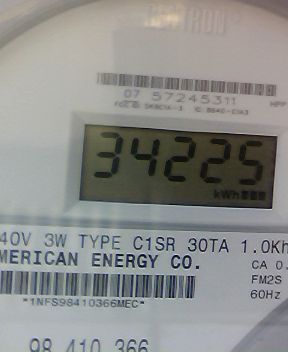 07 57245311
34225
kWh
40V 3W TYPE C1SR 30TA 1.0Kh
MERICAN ENERGY CO.
CA 0.
FM2S
60Hz
*1NFS98410366MEC*
98 410 366